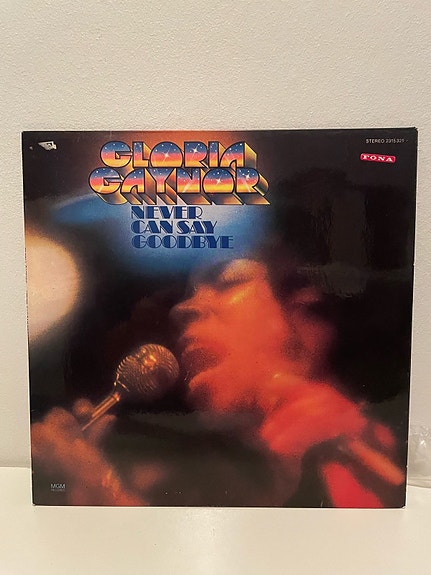 GLORIA
GAYNOR
NEVER
CAN SAY
GOODBYE
STEREO 2315 321
FONA
MGM